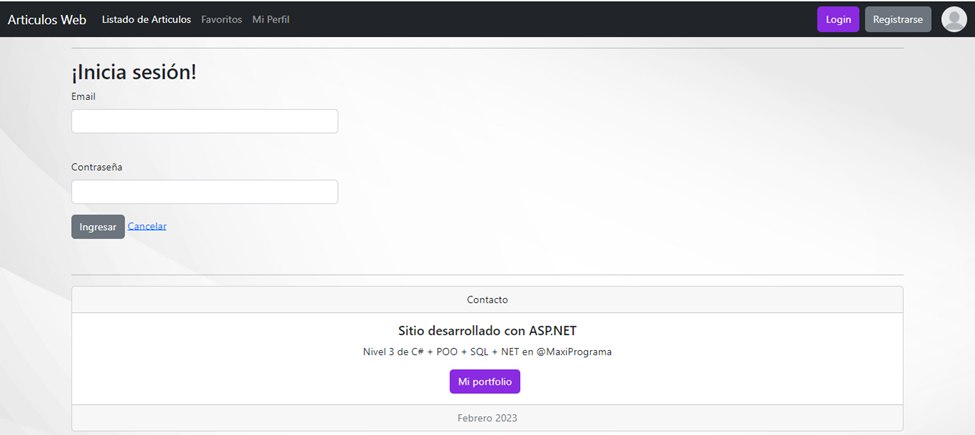 Articulos Web Listado de Articulos Favoritos Mi Perfil Login Registrarse
¡Inicia sesión!
Email
Contraseña
Ingresar Cancelar
Contacto
Sitio desarrollado con ASP.NET
Nivel 3 de C# + POO + SQL + NET en @MaxiPrograma
Mi portfolio
Febrero 2023